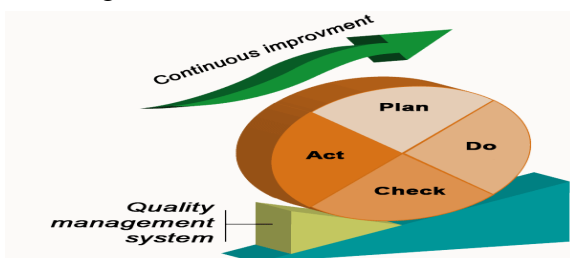 Continuous improvment
Plan
Do
Act
Check
Quality
management
system